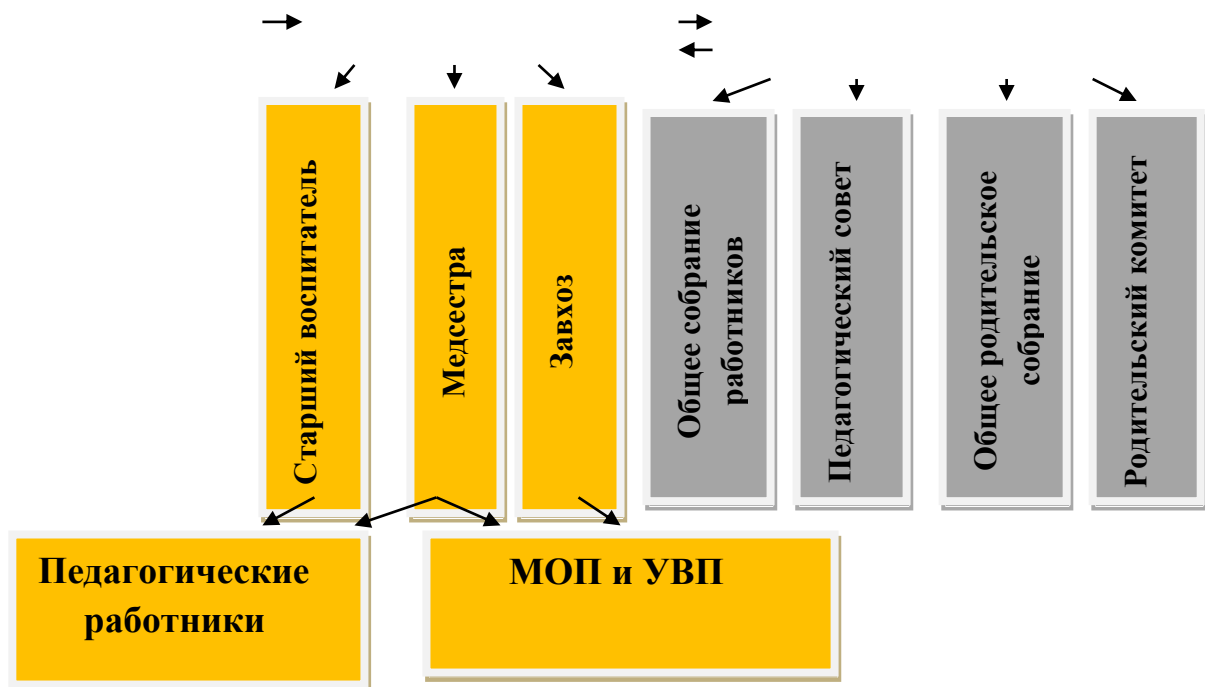 Старший воспитатель
Медсестра
Завхоз
Общее собрание
работников
Педагогический совет
Общее родительское
собрание
Родительский комитет
Педагогические
работники
МОП и УВП